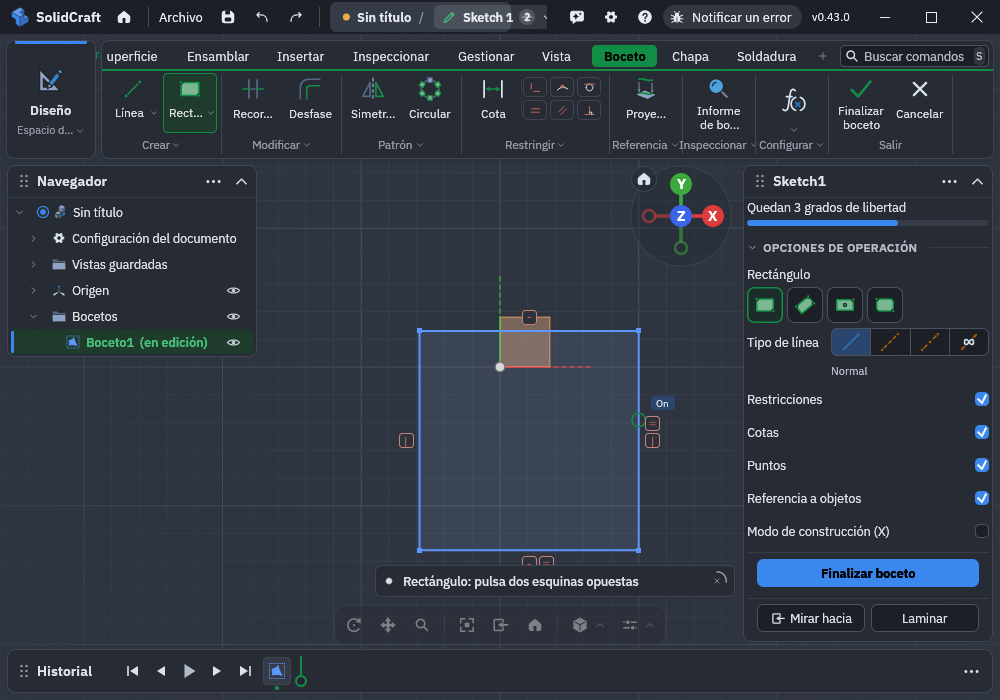 SolidCraft
Archivo
Sin título / Sketch 1 2
Notificar un error
v0.43.0
Diseño
Espacio d...
uperficie
Ensamblar
Insertar
Inspeccionar
Gestionar
Vista
Boceto
Chapa
Soldadura
+
Buscar comandos S
Línea
Rect...
Recor...
Desfase
Simetr...
Circular
Cota
Proye...
Informe
de bo...
Finalizar
boceto
Cancelar
Crear
Modificar
Patrón
Restringir
Referencia
Inspeccionar
Configurar
Salir
Navegador
Sin título
Configuración del documento
Vistas guardadas
Origen
Bocetos
Boceto1 (en edición)
Y
Z
X
On
Rectángulo: pulsa dos esquinas opuestas
Sketch1
Quedan 3 grados de libertad
OPCIONES DE OPERACIÓN
Rectángulo
Tipo de línea
Normal
Restricciones
Cotas
Puntos
Referencia a objetos
Modo de construcción (X)
Finalizar boceto
Mirar hacia
Laminar
Historial